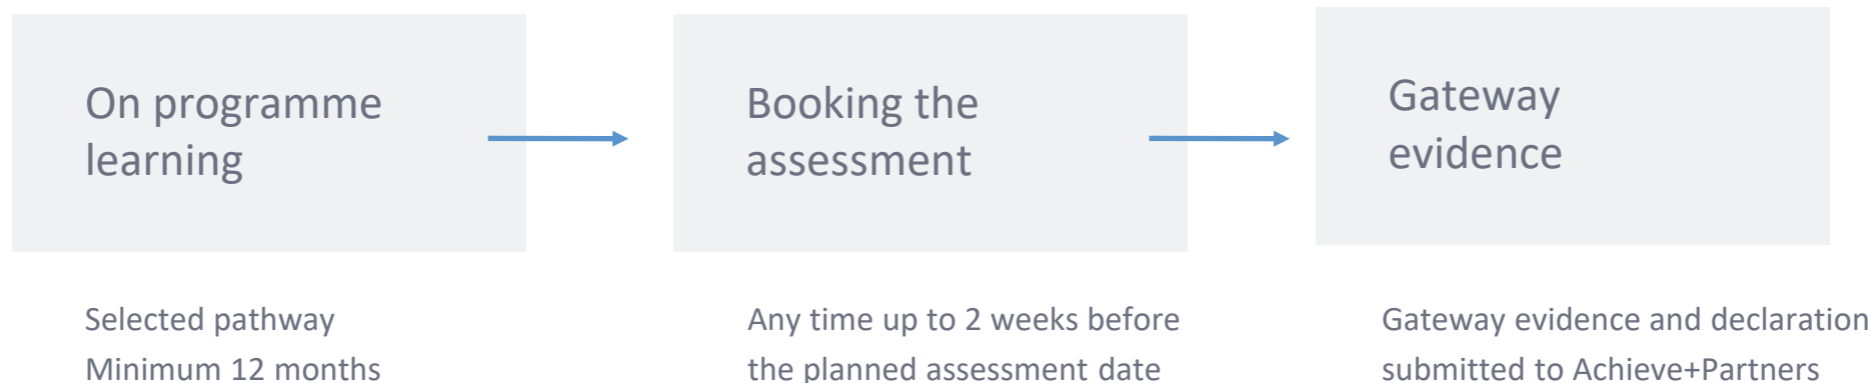 On programme
learning
Selected pathway
Minimum 12 months
Booking the
assessment
Any time up to 2 weeks before
the planned assessment date
Gateway
evidence
Gateway evidence and declaration
submitted to Achieve+Partners